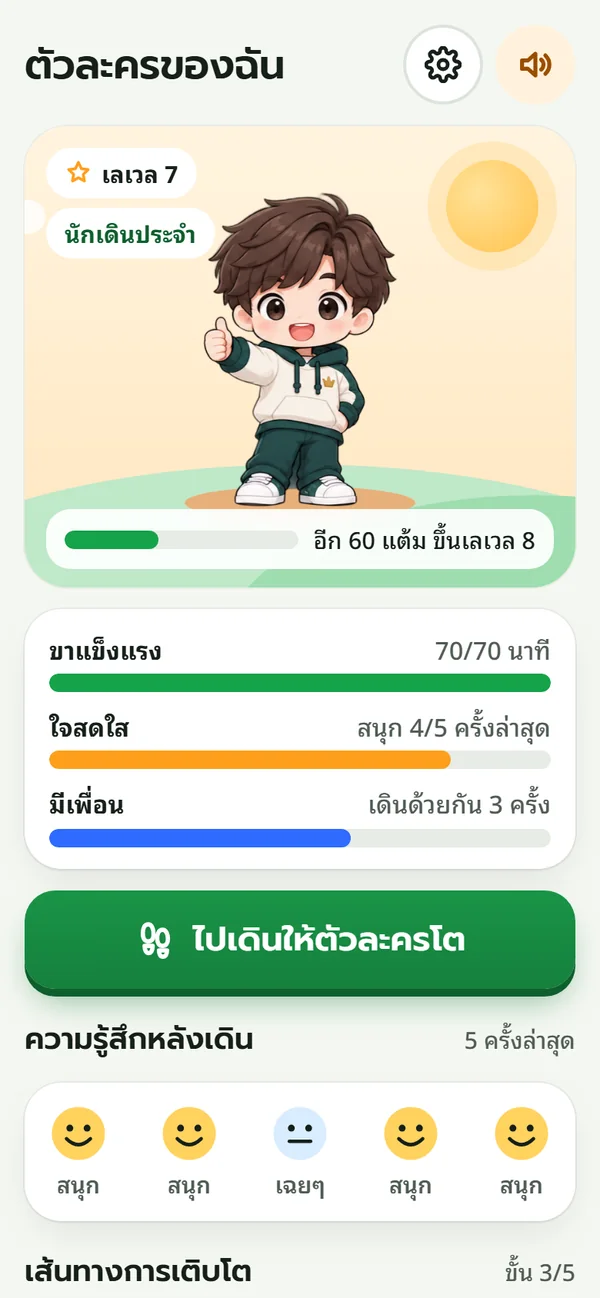 ตัวละครของฉัน
เลเวล 7
นักเดินประจำ
อีก 60 แต้ม ขึ้นเลเวล 8
ขาแข็งแรง 70/70 นาที
ใจสดใส สนุก 4/5 ครั้งล่าสุด
มีเพื่อน เดินด้วยกัน 3 ครั้ง
ไปเดินให้ตัวละครโต
ความรู้สึกหลังเดิน 5 ครั้งล่าสุด
สนุก สนุก เฉยๆ สนุก สนุก
เส้นทางการเติบโต ขั้น 3/5